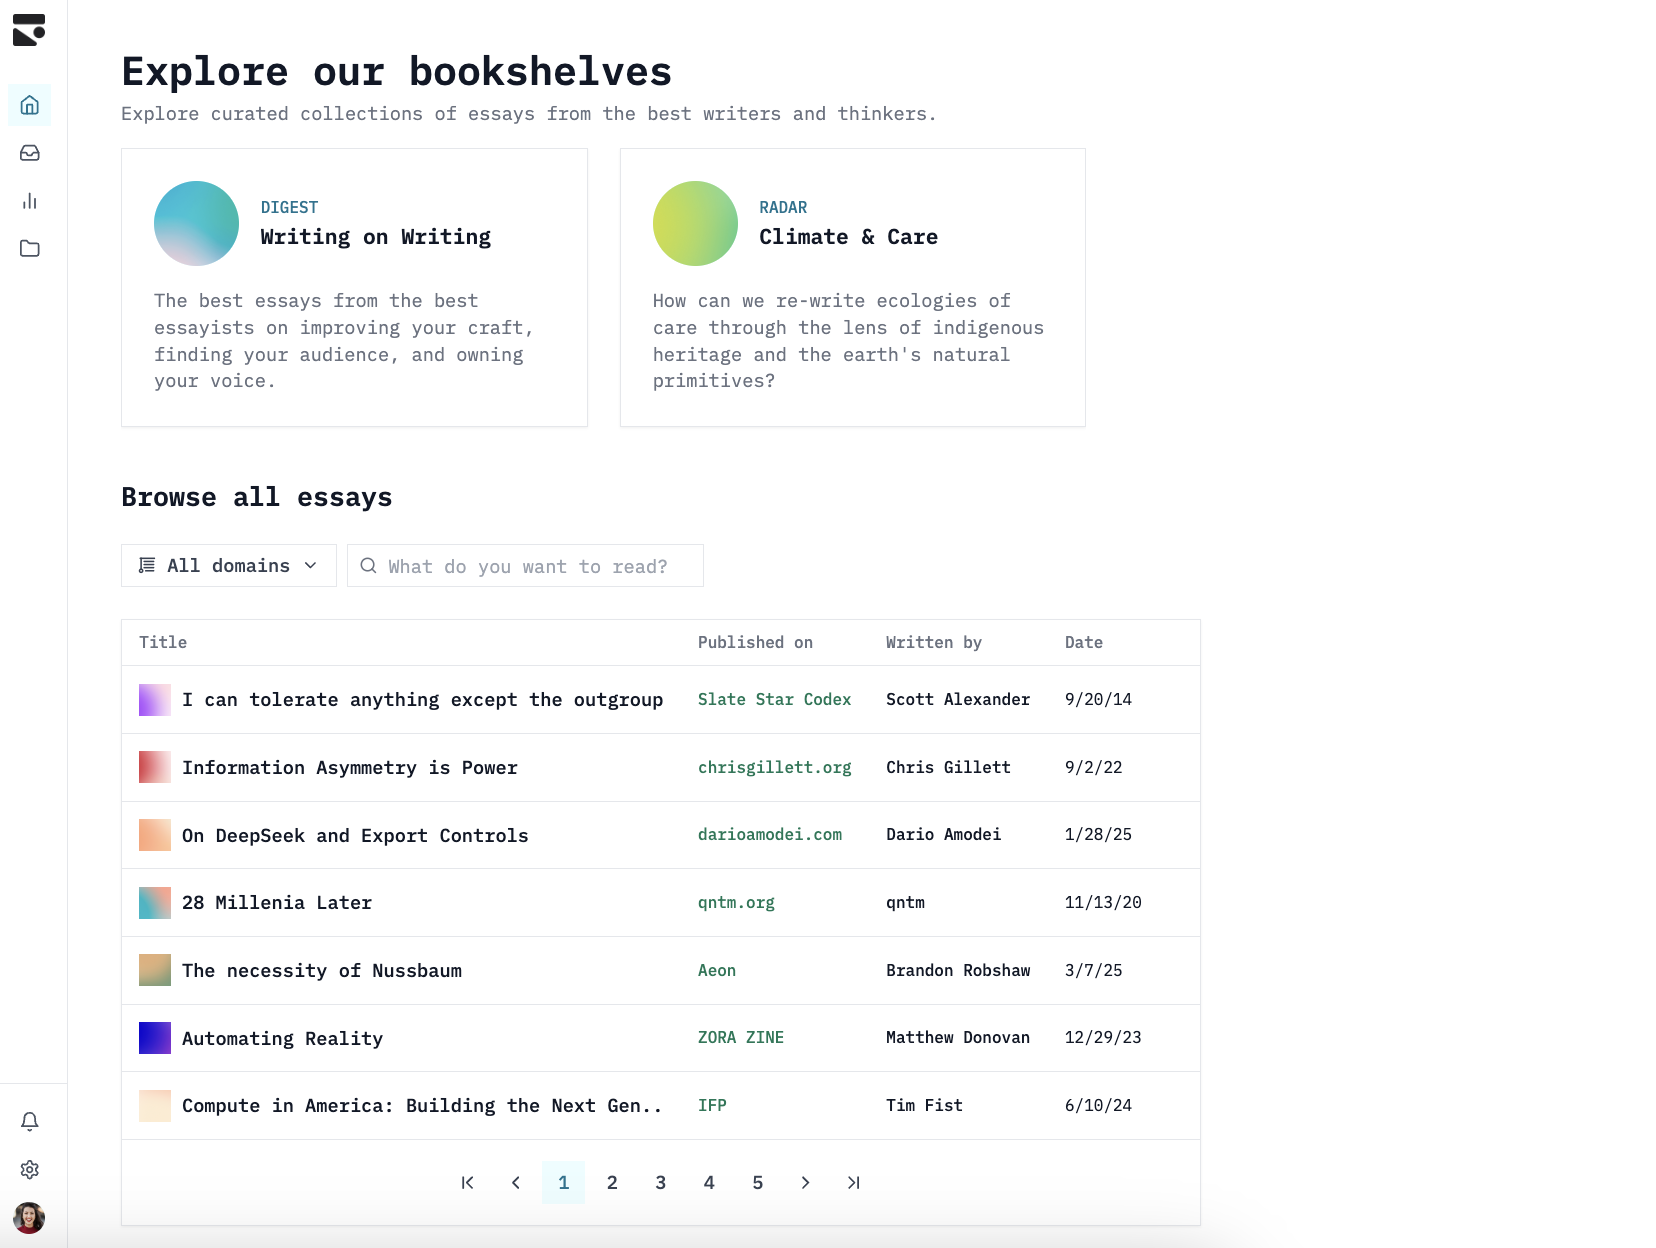 Explore our bookshelves
Explore curated collections of essays from the best writers and thinkers.
DIGEST
Writing on Writing
The best essays from the best
essayists on improving your craft,
finding your audience, and owning
your voice.
RADAR
Climate & Care
How can we re-write ecologies of
care through the lens of indigenous
heritage and the earth's natural
primitives?
Browse all essays
All domains
What do you want to read?
Title Published on Written by Date
I can tolerate anything except the outgroup Slate Star Codex Scott Alexander 9/20/14
Information Asymmetry is Power chrisgillett.org Chris Gillett 9/2/22
On DeepSeek and Export Controls darioamodei.com Dario Amodei 1/28/25
28 Millenia Later qntm.org qntm 11/13/20
The necessity of Nussbaum Aeon Brandon Robshaw 3/7/25
Automating Reality ZORA ZINE Matthew Donovan 12/29/23
Compute in America: Building the Next Gen.. IFP Tim Fist 6/10/24
1 2 3 4 5